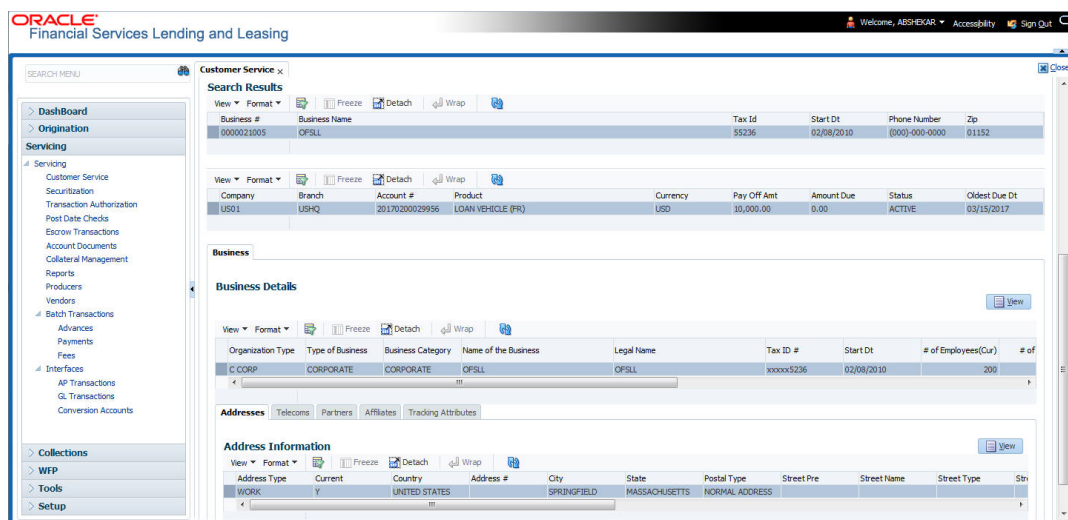 ORACLE'
Financial Services Lending and Leasing
Welcome, ABSHEKAR Accessibility Sign Out
SEARCH MENU
DashBoard
Origination
Servicing
Servicing
Customer Service
Securitization
Transaction Authorization
Post Date Checks
Escrow Transactions
Account Documents
Collateral Management
Reports
Producers
Vendors
Batch Transactions
Advances
Payments
Fees
Interfaces
AP Transactions
GL Transactions
Conversion Accounts
Collections
WFP
Tools
Setup
Customer Service x
Close
Search Results
View Format Freeze Detach Wrap
Business # Business Name Tax Id Start Dt Phone Number Zip
0000021005 OFSLL 55236 02/08/2010 (000)-000-0000 01152
View Format Freeze Detach Wrap
Company Branch Account # Product Currency Pay Off Amt Amount Due Status Oldest Due Dt
US01 USHQ 20170200029956 LOAN VEHICLE (FR) USD 10,000.00 0.00 ACTIVE 03/15/2017
Business
Business Details
View
View Format Freeze Detach Wrap
Organization Type Type of Business Business Category Name of the Business Legal Name Tax ID # Start Dt # of Employees(Cur) # of
C CORP CORPORATE CORPORATE OFSLL OFSLL xxxxx5236 02/08/2010 200
Addresses Telecoms Partners Affiliates Tracking Attributes
Address Information
View
View Format Freeze Detach Wrap
Address Type Current Country Address # City State Postal Type Street Pre Street Name Street Type Str
WORK Y UNITED STATES SPRINGFIELD MASSACHUSETTS NORMAL ADDRESS